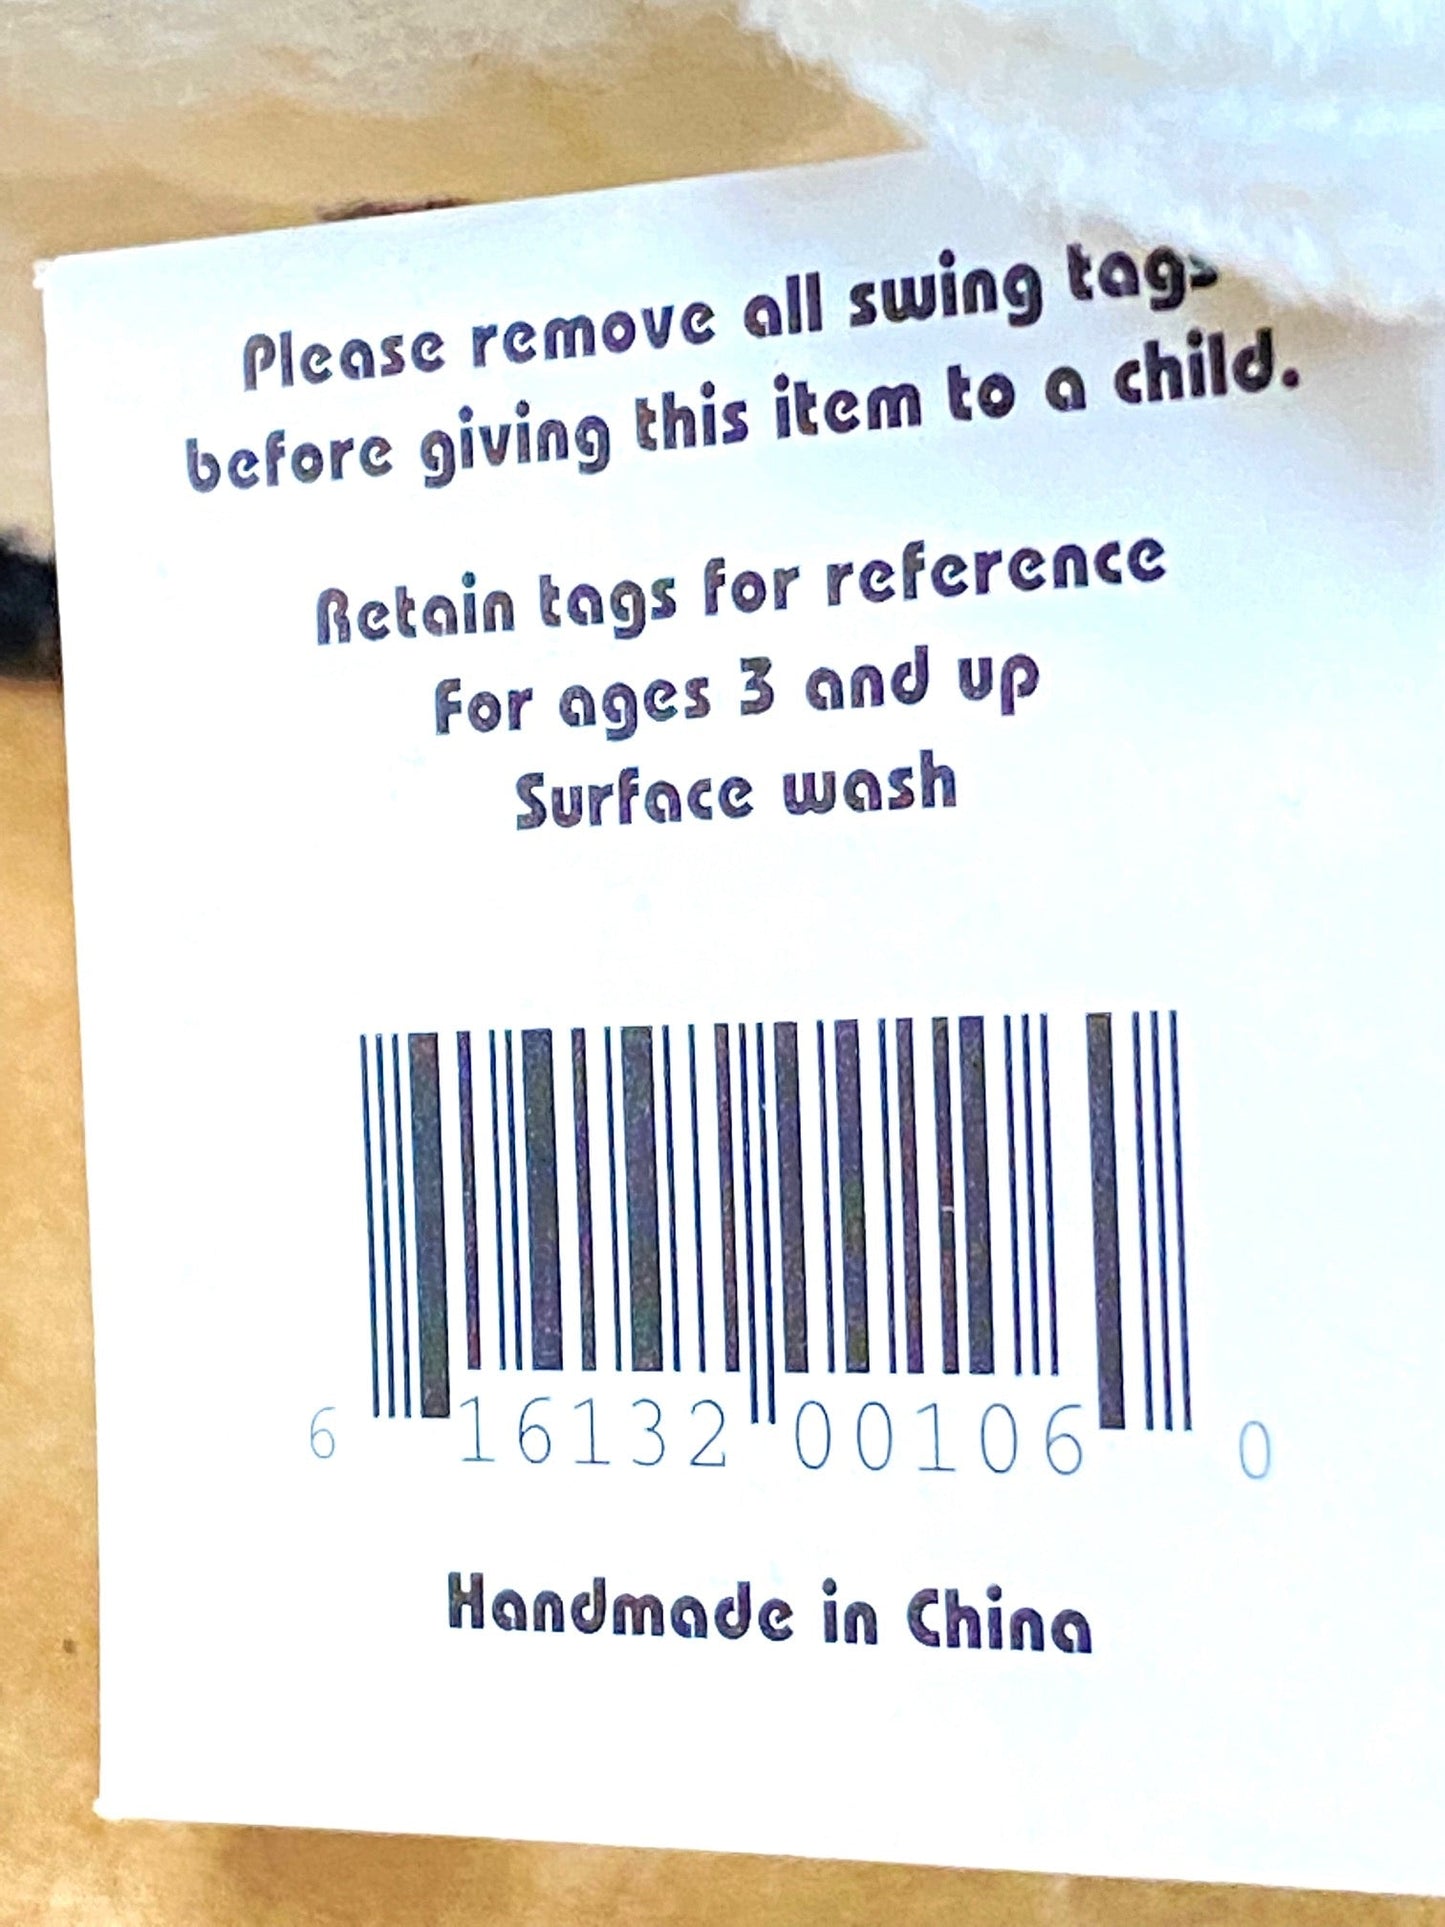 Please remove all swing tags
before giving this item to a child.
Retain tags for reference
For ages 3 and up
Surface wash
6 16132 00106 0
Handmade in China